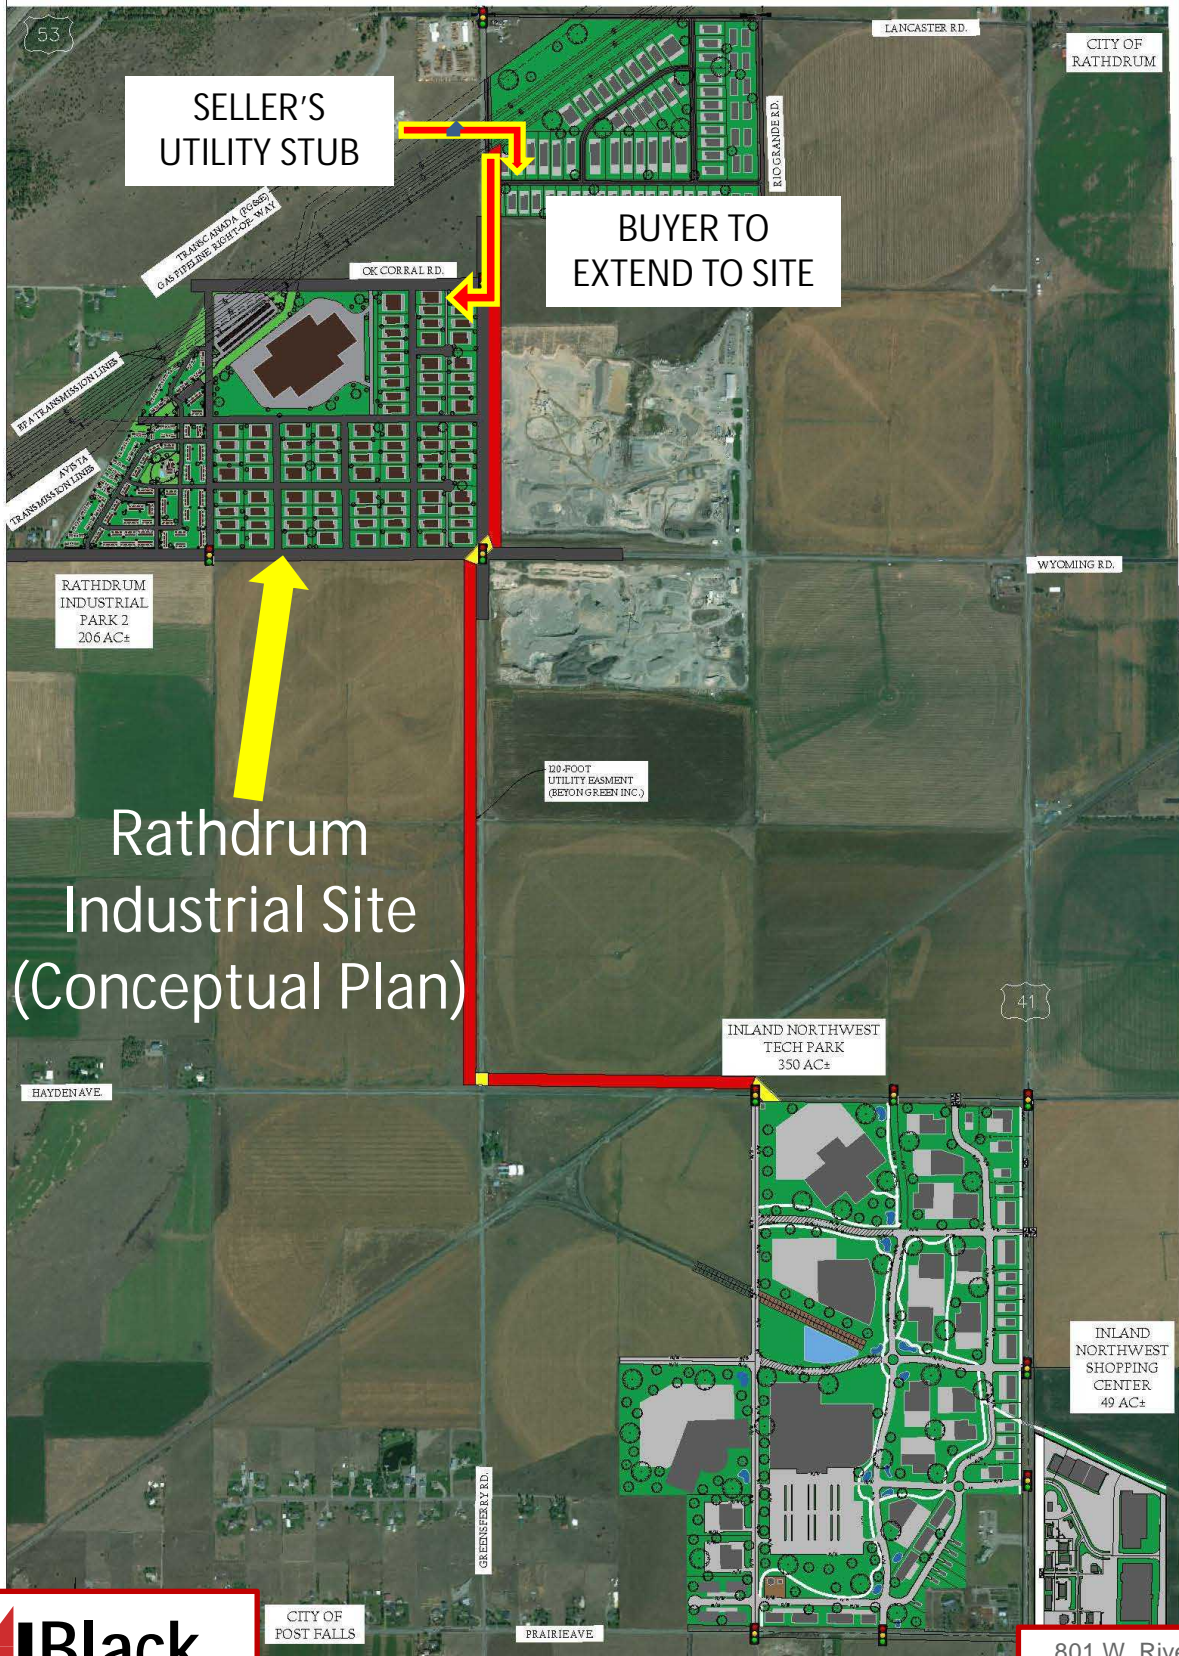 53
LANCASTER RD.
CITY OF
RATHDRUM
SELLER'S
UTILITY STUB
RIO GRANDE RD.
BUYER TO
EXTEND TO SITE
TRANSCANADA (PG&E)
GAS PIPELINE RIGHT-OF-WAY
OK CORRAL RD.
BPA TRANSMISSION LINES
AVISTA
TRANSMISSION LINES
WYOMING RD.
RATHDRUM
INDUSTRIAL
PARK 2
206 AC±
120-FOOT
UTILITY EASMENT
(BEYON GREEN INC.)
Rathdrum
Industrial Site
(Conceptual Plan)
41
INLAND NORTHWEST
TECH PARK
350 AC±
HAYDEN AVE.
INLAND
NORTHWEST
SHOPPING
CENTER
49 AC±
GREENSFERRY RD.
CITY OF
POST FALLS
PRAIRIE AVE
Black
801 W. Rive